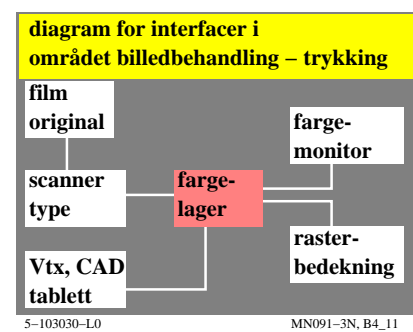 diagram for interfacer i
området billedbehandling – trykking
film
original
farge-
monitor
scanner
type
farge-
lager
raster-
bedekning
Vtx, CAD
tablett
5–103030–L0
MN091–3N, B4_11